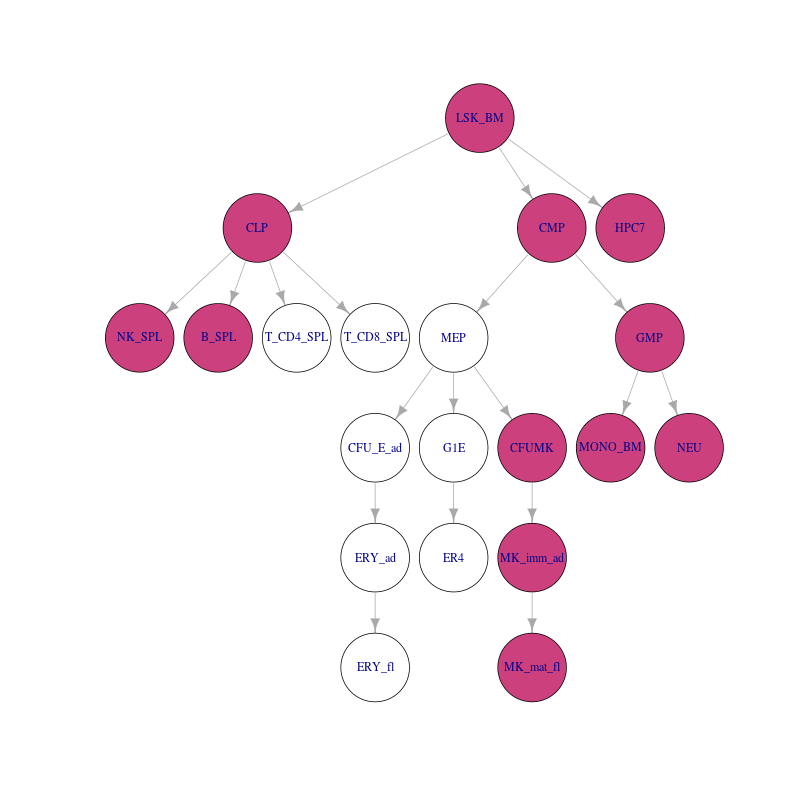 LSK_BM
CLP
CMP
HPC7
NK_SPL
B_SPL
T_CD4_SPL
T_CD8_SPL
MEP
GMP
CFU_E_ad
G1E
CFUMK
MONO_BM
NEU
ERY_ad
ER4
MK_imm_ad
ERY_fl
MK_mat_fl